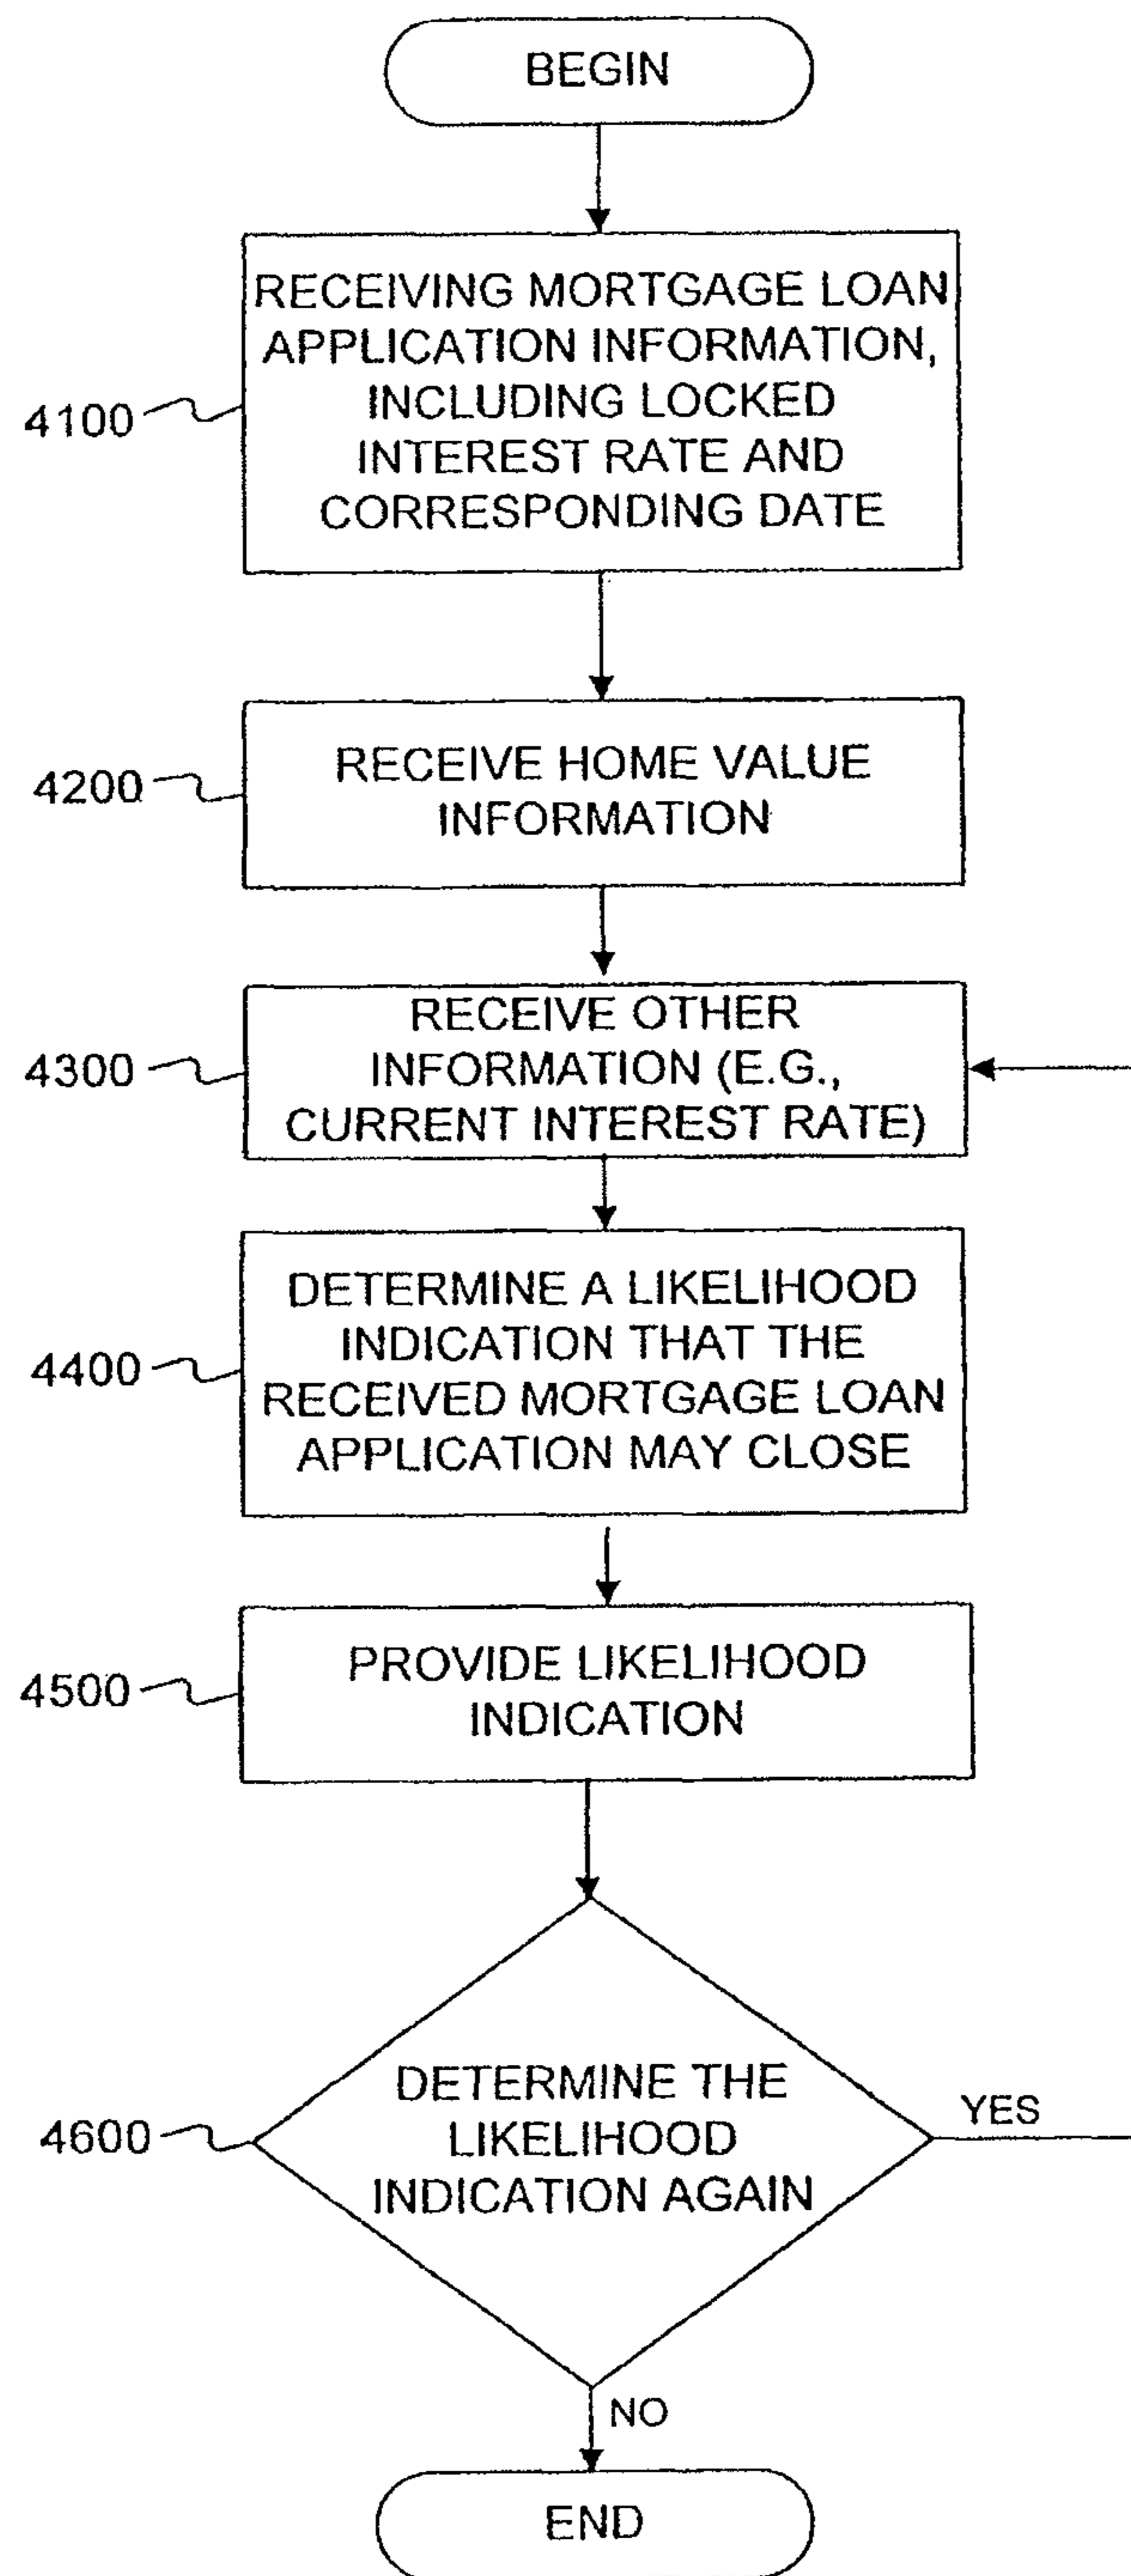 BEGIN
RECEIVING MORTGAGE LOAN
APPLICATION INFORMATION,
INCLUDING LOCKED
INTEREST RATE AND
CORRESPONDING DATE
4100
RECEIVE HOME VALUE
INFORMATION
4200
RECEIVE OTHER
INFORMATION (E.G.,
CURRENT INTEREST RATE)
4300
DETERMINE A LIKELIHOOD
INDICATION THAT THE
RECEIVED MORTGAGE LOAN
APPLICATION MAY CLOSE
4400
PROVIDE LIKELIHOOD
INDICATION
4500
DETERMINE THE
LIKELIHOOD
INDICATION AGAIN
4600
YES
NO
END